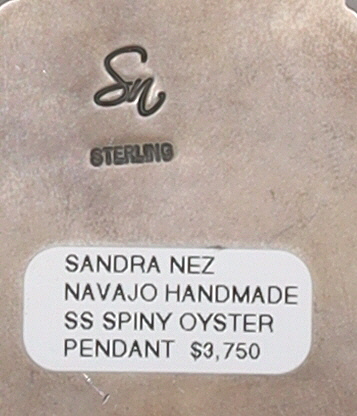 Sn
STERLING
SANDRA NEZ
NAVAJO HANDMADE
SS SPINY OYSTER
PENDANT $3,750